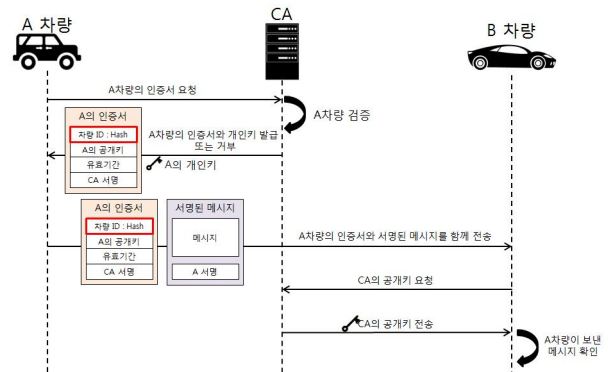 A 차량
CA
B 차량
A차량의 인증서 요청
A차량 검증
A의 인증서
차량 ID : Hash
A의 공개키
유효기간
CA 서명
A차량의 인증서와 개인키 발급
또는 거부
A의 개인키
A의 인증서
차량 ID : Hash
A의 공개키
유효기간
CA 서명
서명된 메시지
메시지
A 서명
A차량의 인증서와 서명된 메시지를 함께 전송
CA의 공개키 요청
CA의 공개키 전송
A차량이 보낸
메시지 확인